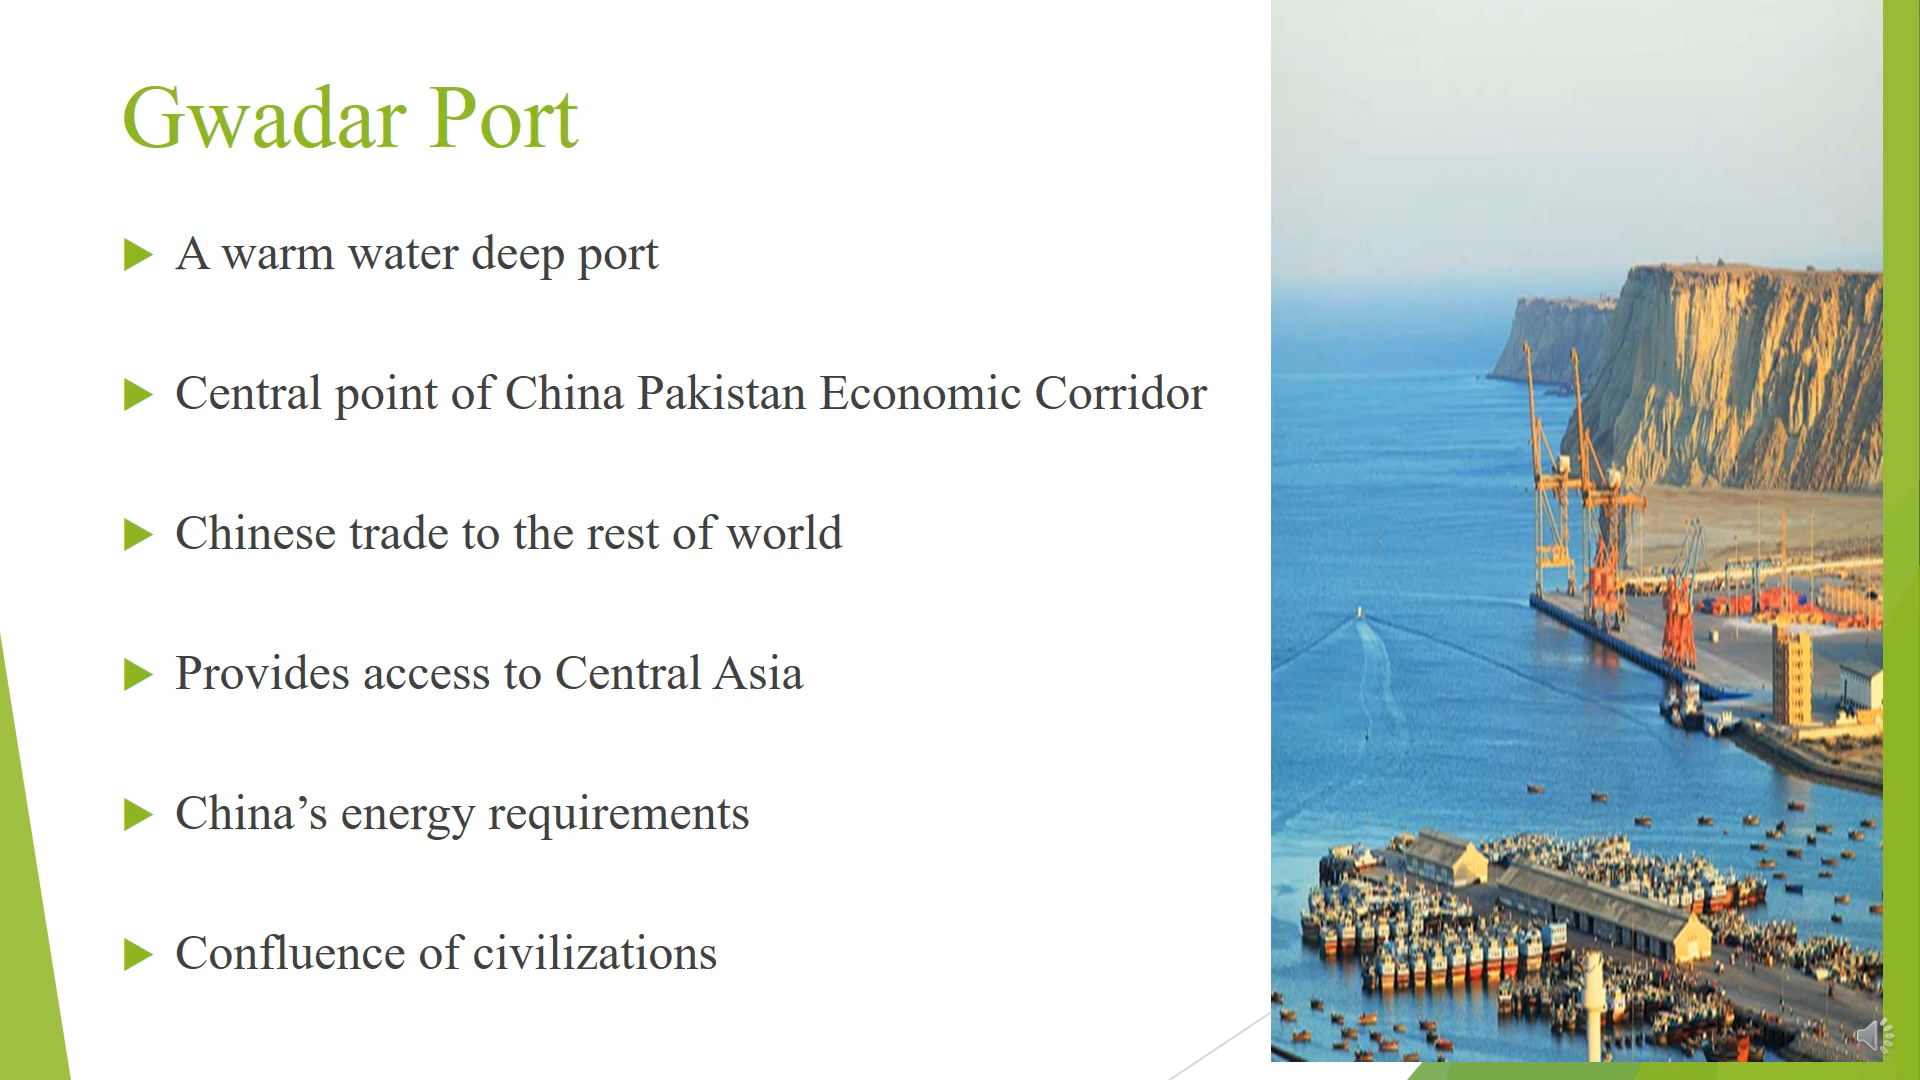 Gwadar Port
A warm water deep port
Central point of China Pakistan Economic Corridor
Chinese trade to the rest of world
Provides access to Central Asia
China’s energy requirements
Confluence of civilizations